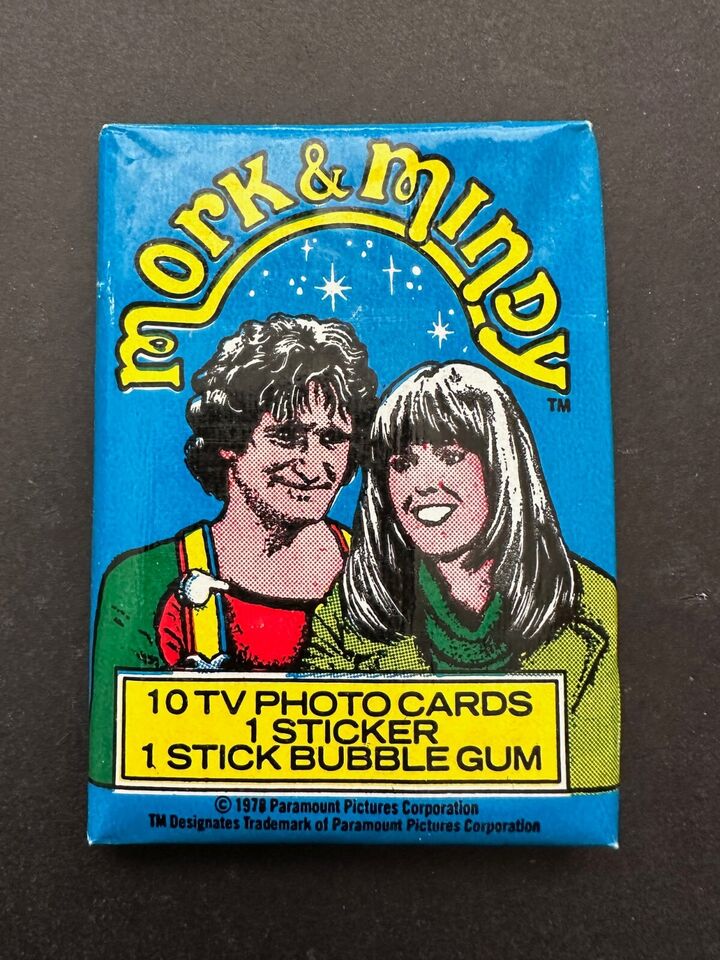 mork & mindy
TM
10 TV PHOTO CARDS
1 STICKER
1 STICK BUBBLE GUM
© 1978 Paramount Pictures Corporation
TM Designates Trademark of Paramount Pictures Corporation